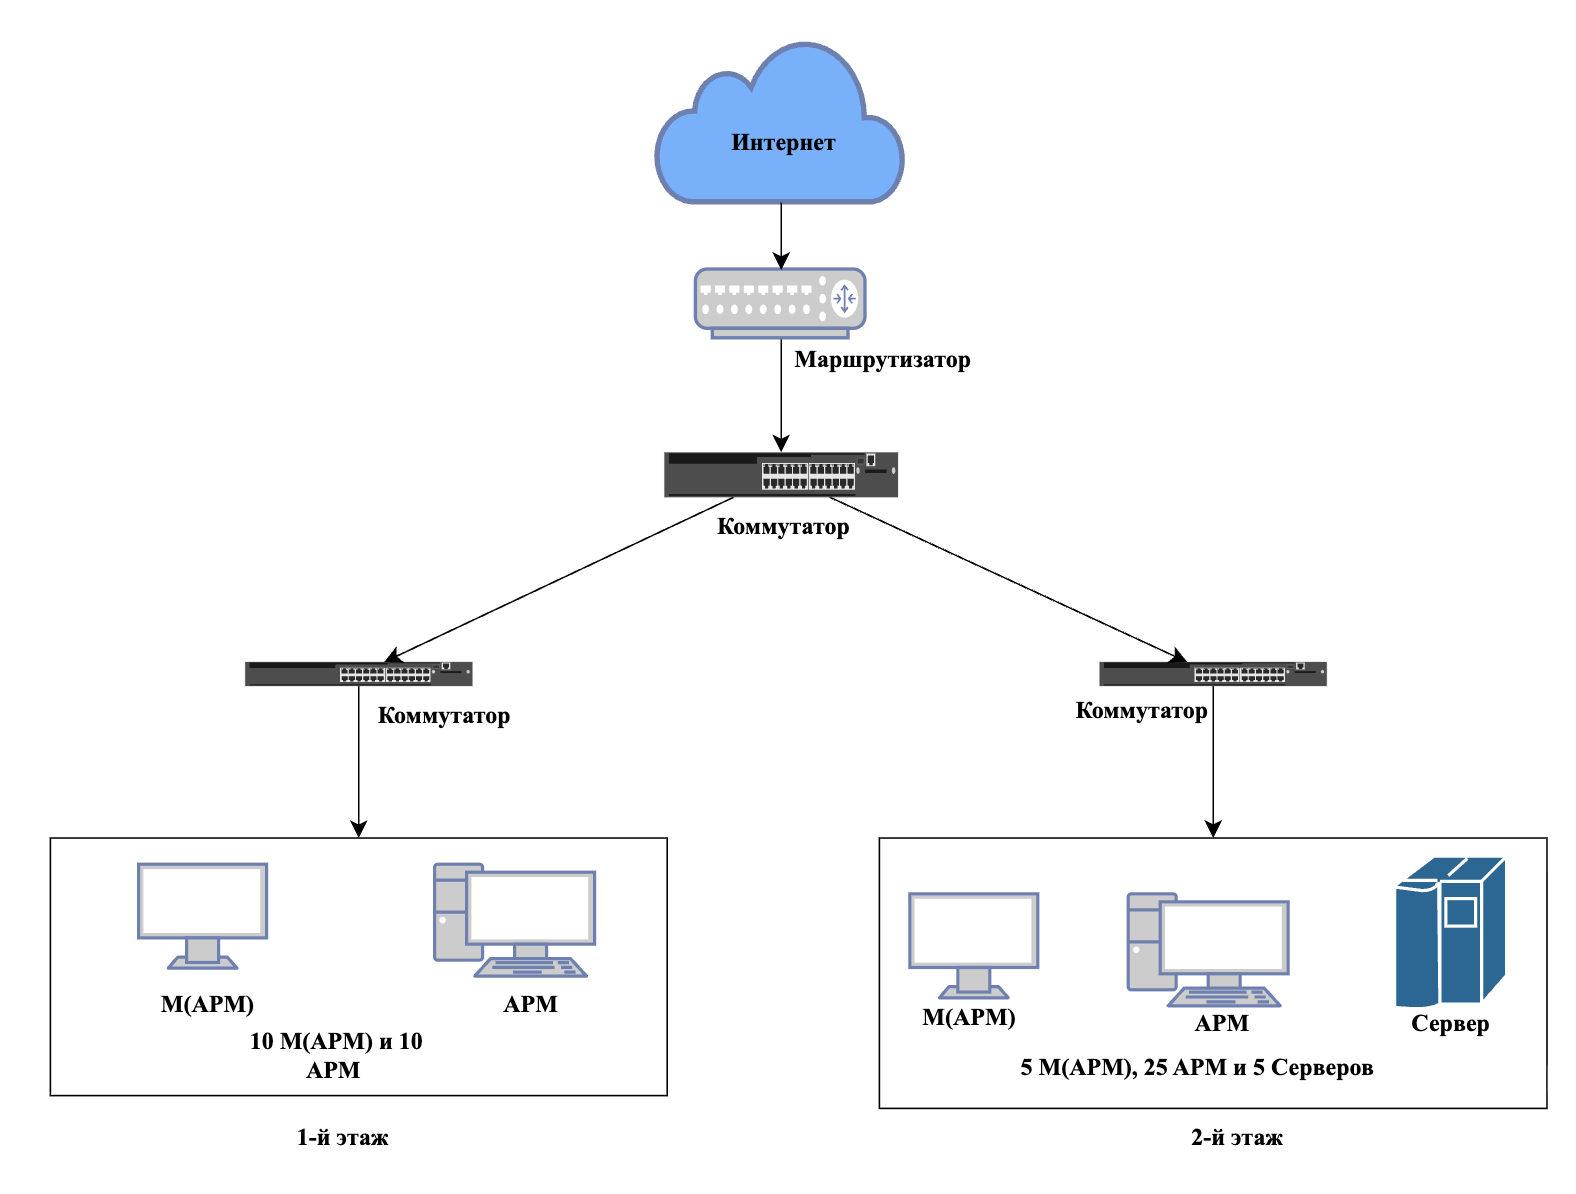 Интернет
Маршрутизатор
Коммутатор
Коммутатор
Коммутатор
М(АРМ)
АРМ
10 М(АРМ) и 10
АРМ
1-й этаж
М(АРМ)
АРМ
Сервер
5 М(АРМ), 25 АРМ и 5 Серверов
2-й этаж